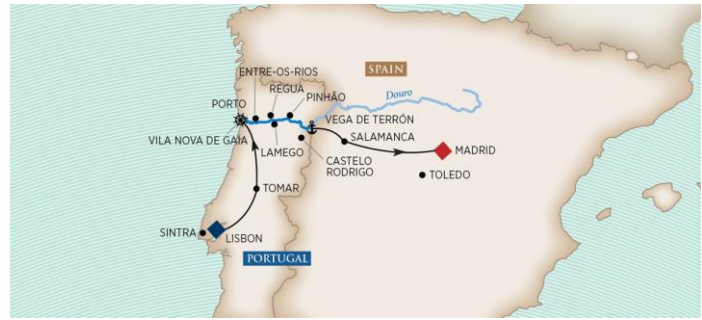 SPAIN
ENTRE-OS-RIOS
RÉGUA
PINHÃO
Douro
PORTO
VEGA DE TERRÓN
VILA NOVA DE GAIA
SALAMANCA
LAMEGO
MADRID
CASTELO
RODRIGO
TOLEDO
TOMAR
SINTRA
LISBON
PORTUGAL